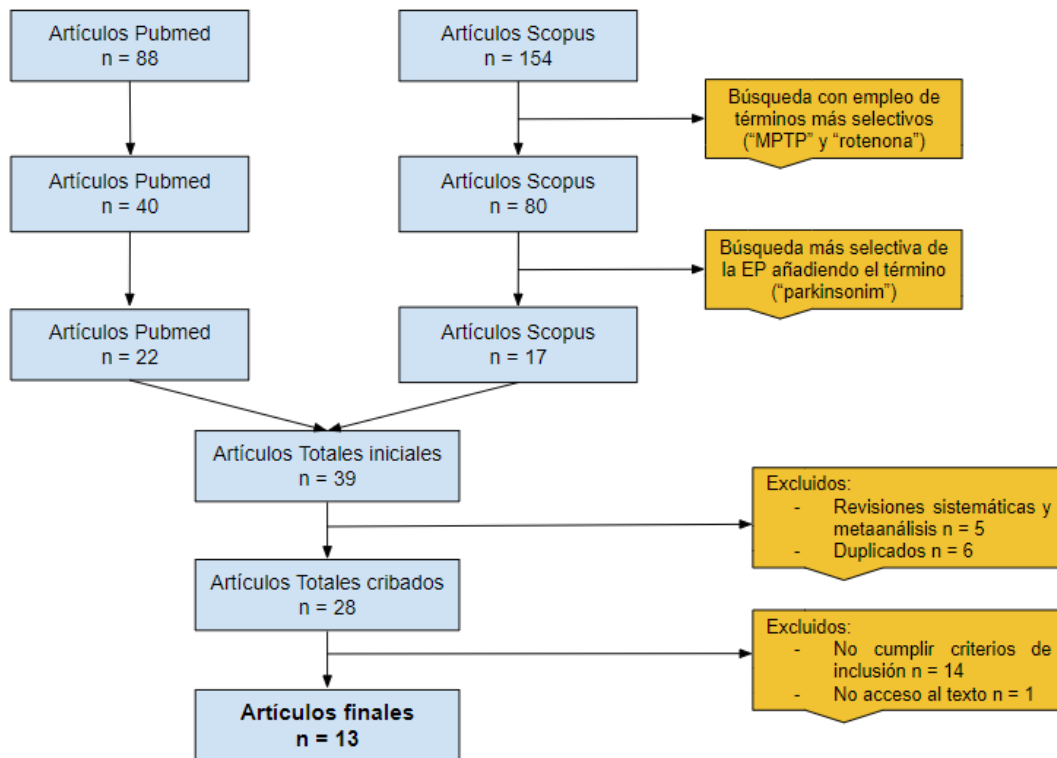 Artículos Pubmed
n = 88
Artículos Scopus
n = 154
Búsqueda con empleo de
términos más selectivos
(“MPTP” y “rotenona”)
Artículos Pubmed
n = 40
Artículos Scopus
n = 80
Búsqueda más selectiva de
la EP añadiendo el término
(“parkinsonim”)
Artículos Pubmed
n = 22
Artículos Scopus
n = 17
Artículos Totales iniciales
n = 39
Excluidos:
- Revisiones sistemáticas y
metaanálisis n = 5
- Duplicados n = 6
Artículos Totales cribados
n = 28
Excluidos:
- No cumplir criterios de
inclusión n = 14
- No acceso al texto n = 1
Artículos finales
n = 13